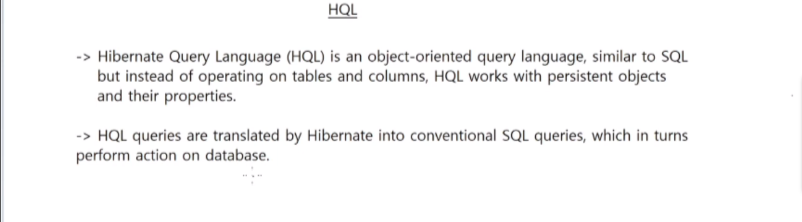 HQL
-> Hibernate Query Language (HQL) is an object-oriented query language, similar to SQL
but instead of operating on tables and columns, HQL works with persistent objects
and their properties.
-> HQL queries are translated by Hibernate into conventional SQL queries, which in turns
perform action on database.